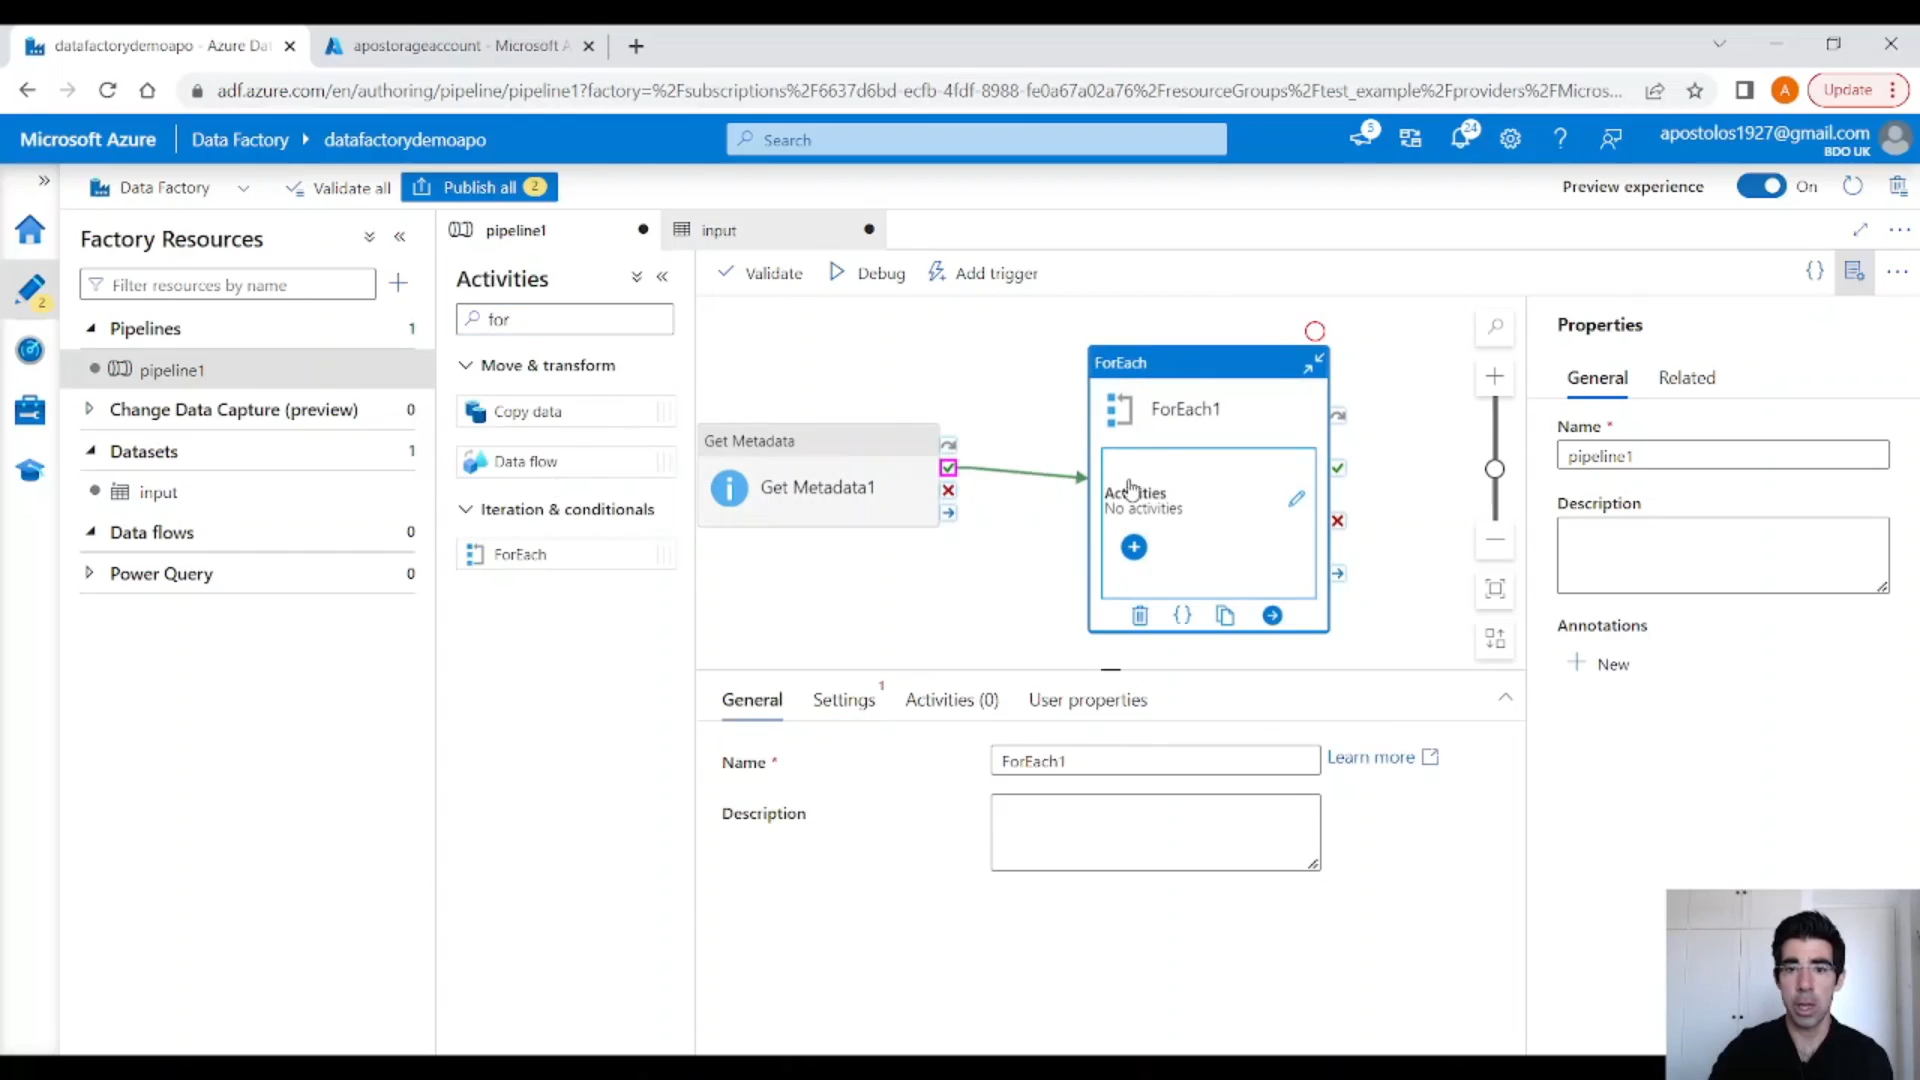 datafactorydemoapo - Azure Dat
apostorageaccount - Microsoft A
adf.azure.com/en/authoring/pipeline/pipeline1?factory=%2Fsubscriptions%2F6637d6bd-ecfb-4fdf-8988-fe0a67a02a76%2FresourceGroups%2Ftest_example%2Fproviders%2FMicros...
A
Update
Microsoft Azure
Data Factory
datafactorydemoapo
Search
5
24
apostolos1927@gmail.com
BDO UK
Data Factory
Validate all
Publish all 2
Preview experience
On
2
Factory Resources
Filter resources by name
Pipelines 1
pipeline1
Change Data Capture (preview) 0
Datasets 1
input
Data flows 0
Power Query 0
pipeline1
input
Activities
for
Move & transform
Copy data
Data flow
Iteration & conditionals
ForEach
Validate
Debug
Add trigger
Get Metadata
Get Metadata1
ForEach
ForEach1
Activities
No activities
General
Settings 1
Activities (0)
User properties
Name *
ForEach1
Learn more
Description
Properties
General
Related
Name *
pipeline1
Description
Annotations
New